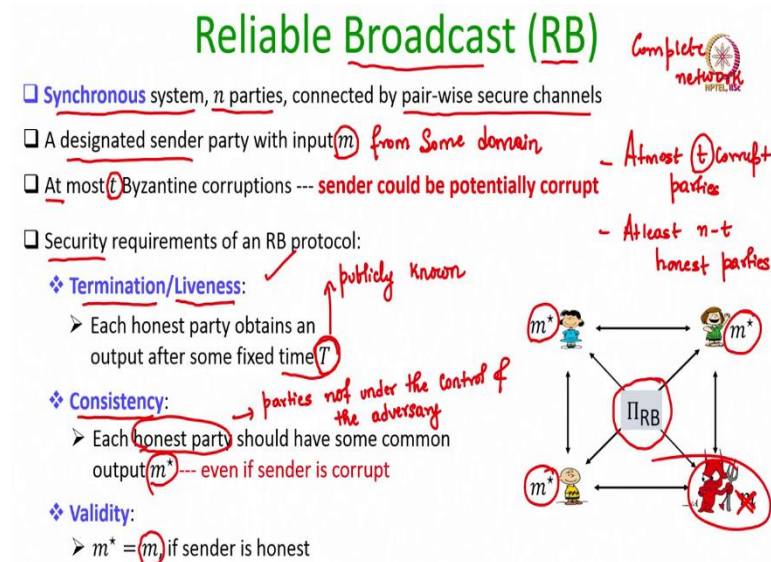 Reliable Broadcast (RB)
Complete
network
NPTEL, IISc
❑ Synchronous system, n parties, connected by pair-wise secure channels
❑ A designated sender party with input m from Some domain
❑ At most t Byzantine corruptions --- sender could be potentially corrupt
- Atmost t Corrupt
parties
- Atleast n-t
honest parties
❑ Security requirements of an RB protocol:
❖ Termination/Liveness:
publicly known
➢ Each honest party obtains an
output after some fixed time T
❖ Consistency:
→ parties not under the control of
the adversary
➢ Each honest party should have some common
output m* --- even if sender is corrupt
❖ Validity:
➢ m* = m, if sender is honest
m*
m*
Π_RB
m*